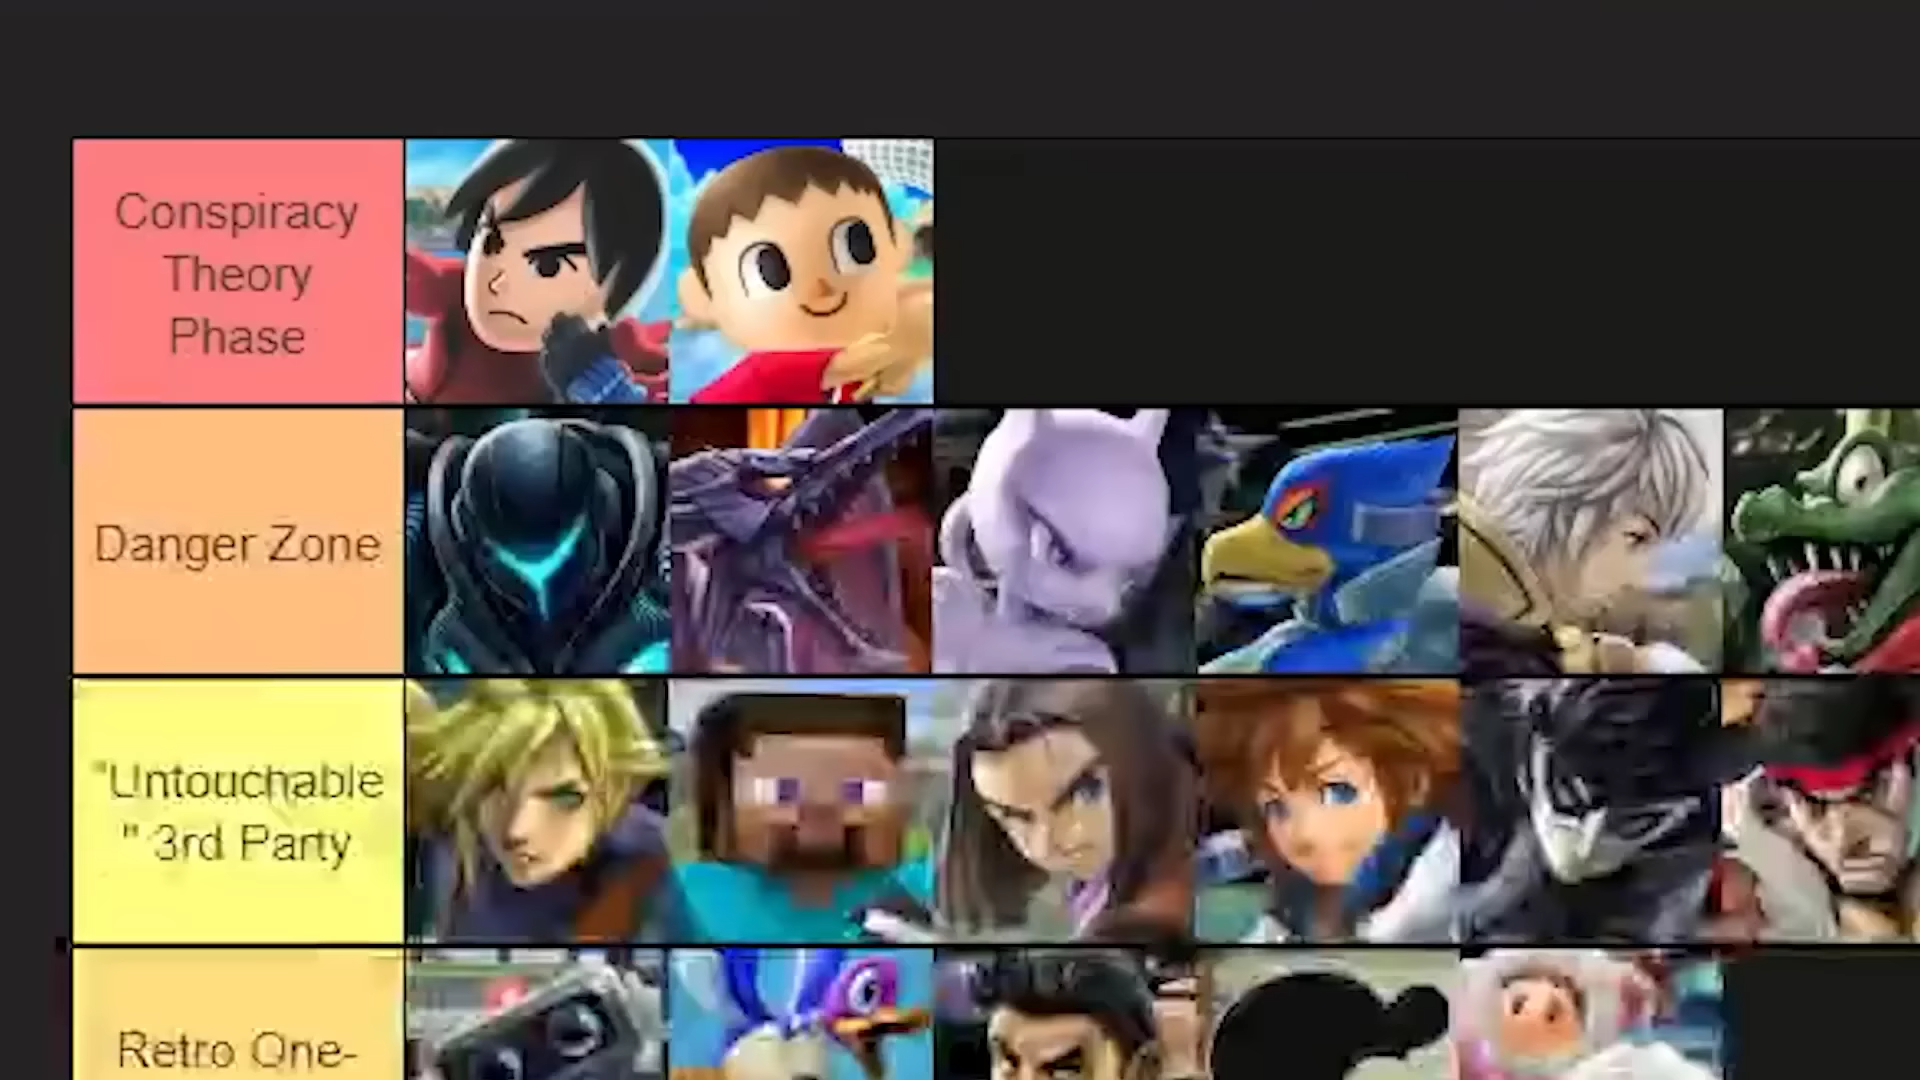 Conspiracy
Theory
Phase
Danger Zone
"Untouchable
" 3rd Party
Retro One-